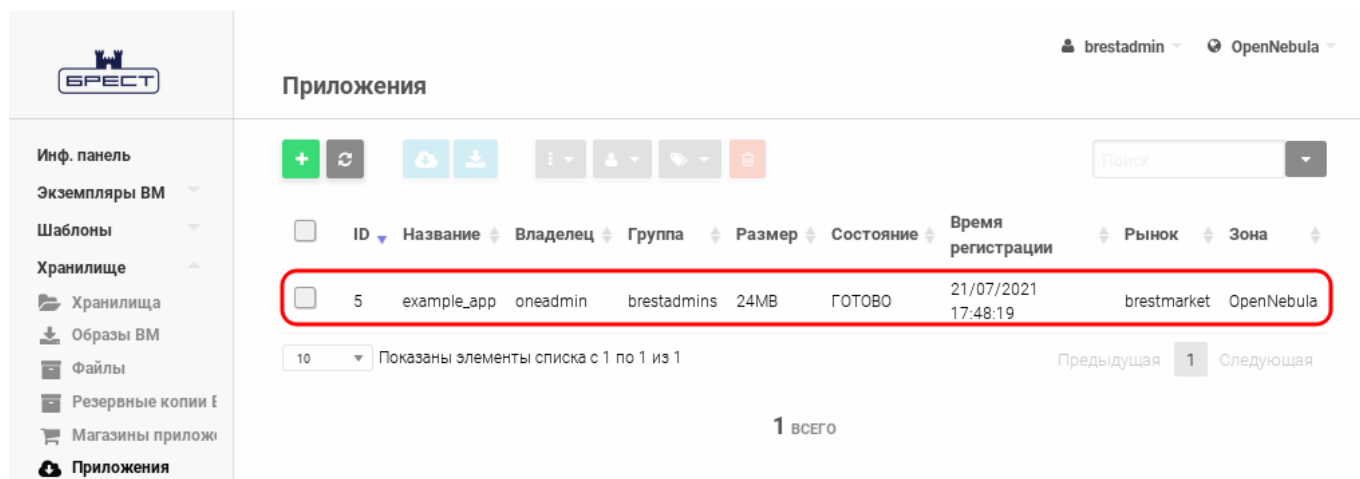 БРЕСТ
brestadmin
OpenNebula
Приложения
Инф. панель
Экземпляры ВМ
Шаблоны
Хранилище
Хранилища
Образы ВМ
Файлы
Резервные копии В
Магазины прилож
Приложения
Поиск
ID Название Владелец Группа Размер Состояние Время регистрации Рынок Зона
5 example_app oneadmin brestadmins 24MB ГОТОВО 21/07/2021 17:48:19 brestmarket OpenNebula
10 Показаны элементы списка с 1 по 1 из 1
Предыдущая 1 Следующая
1 ВСЕГО